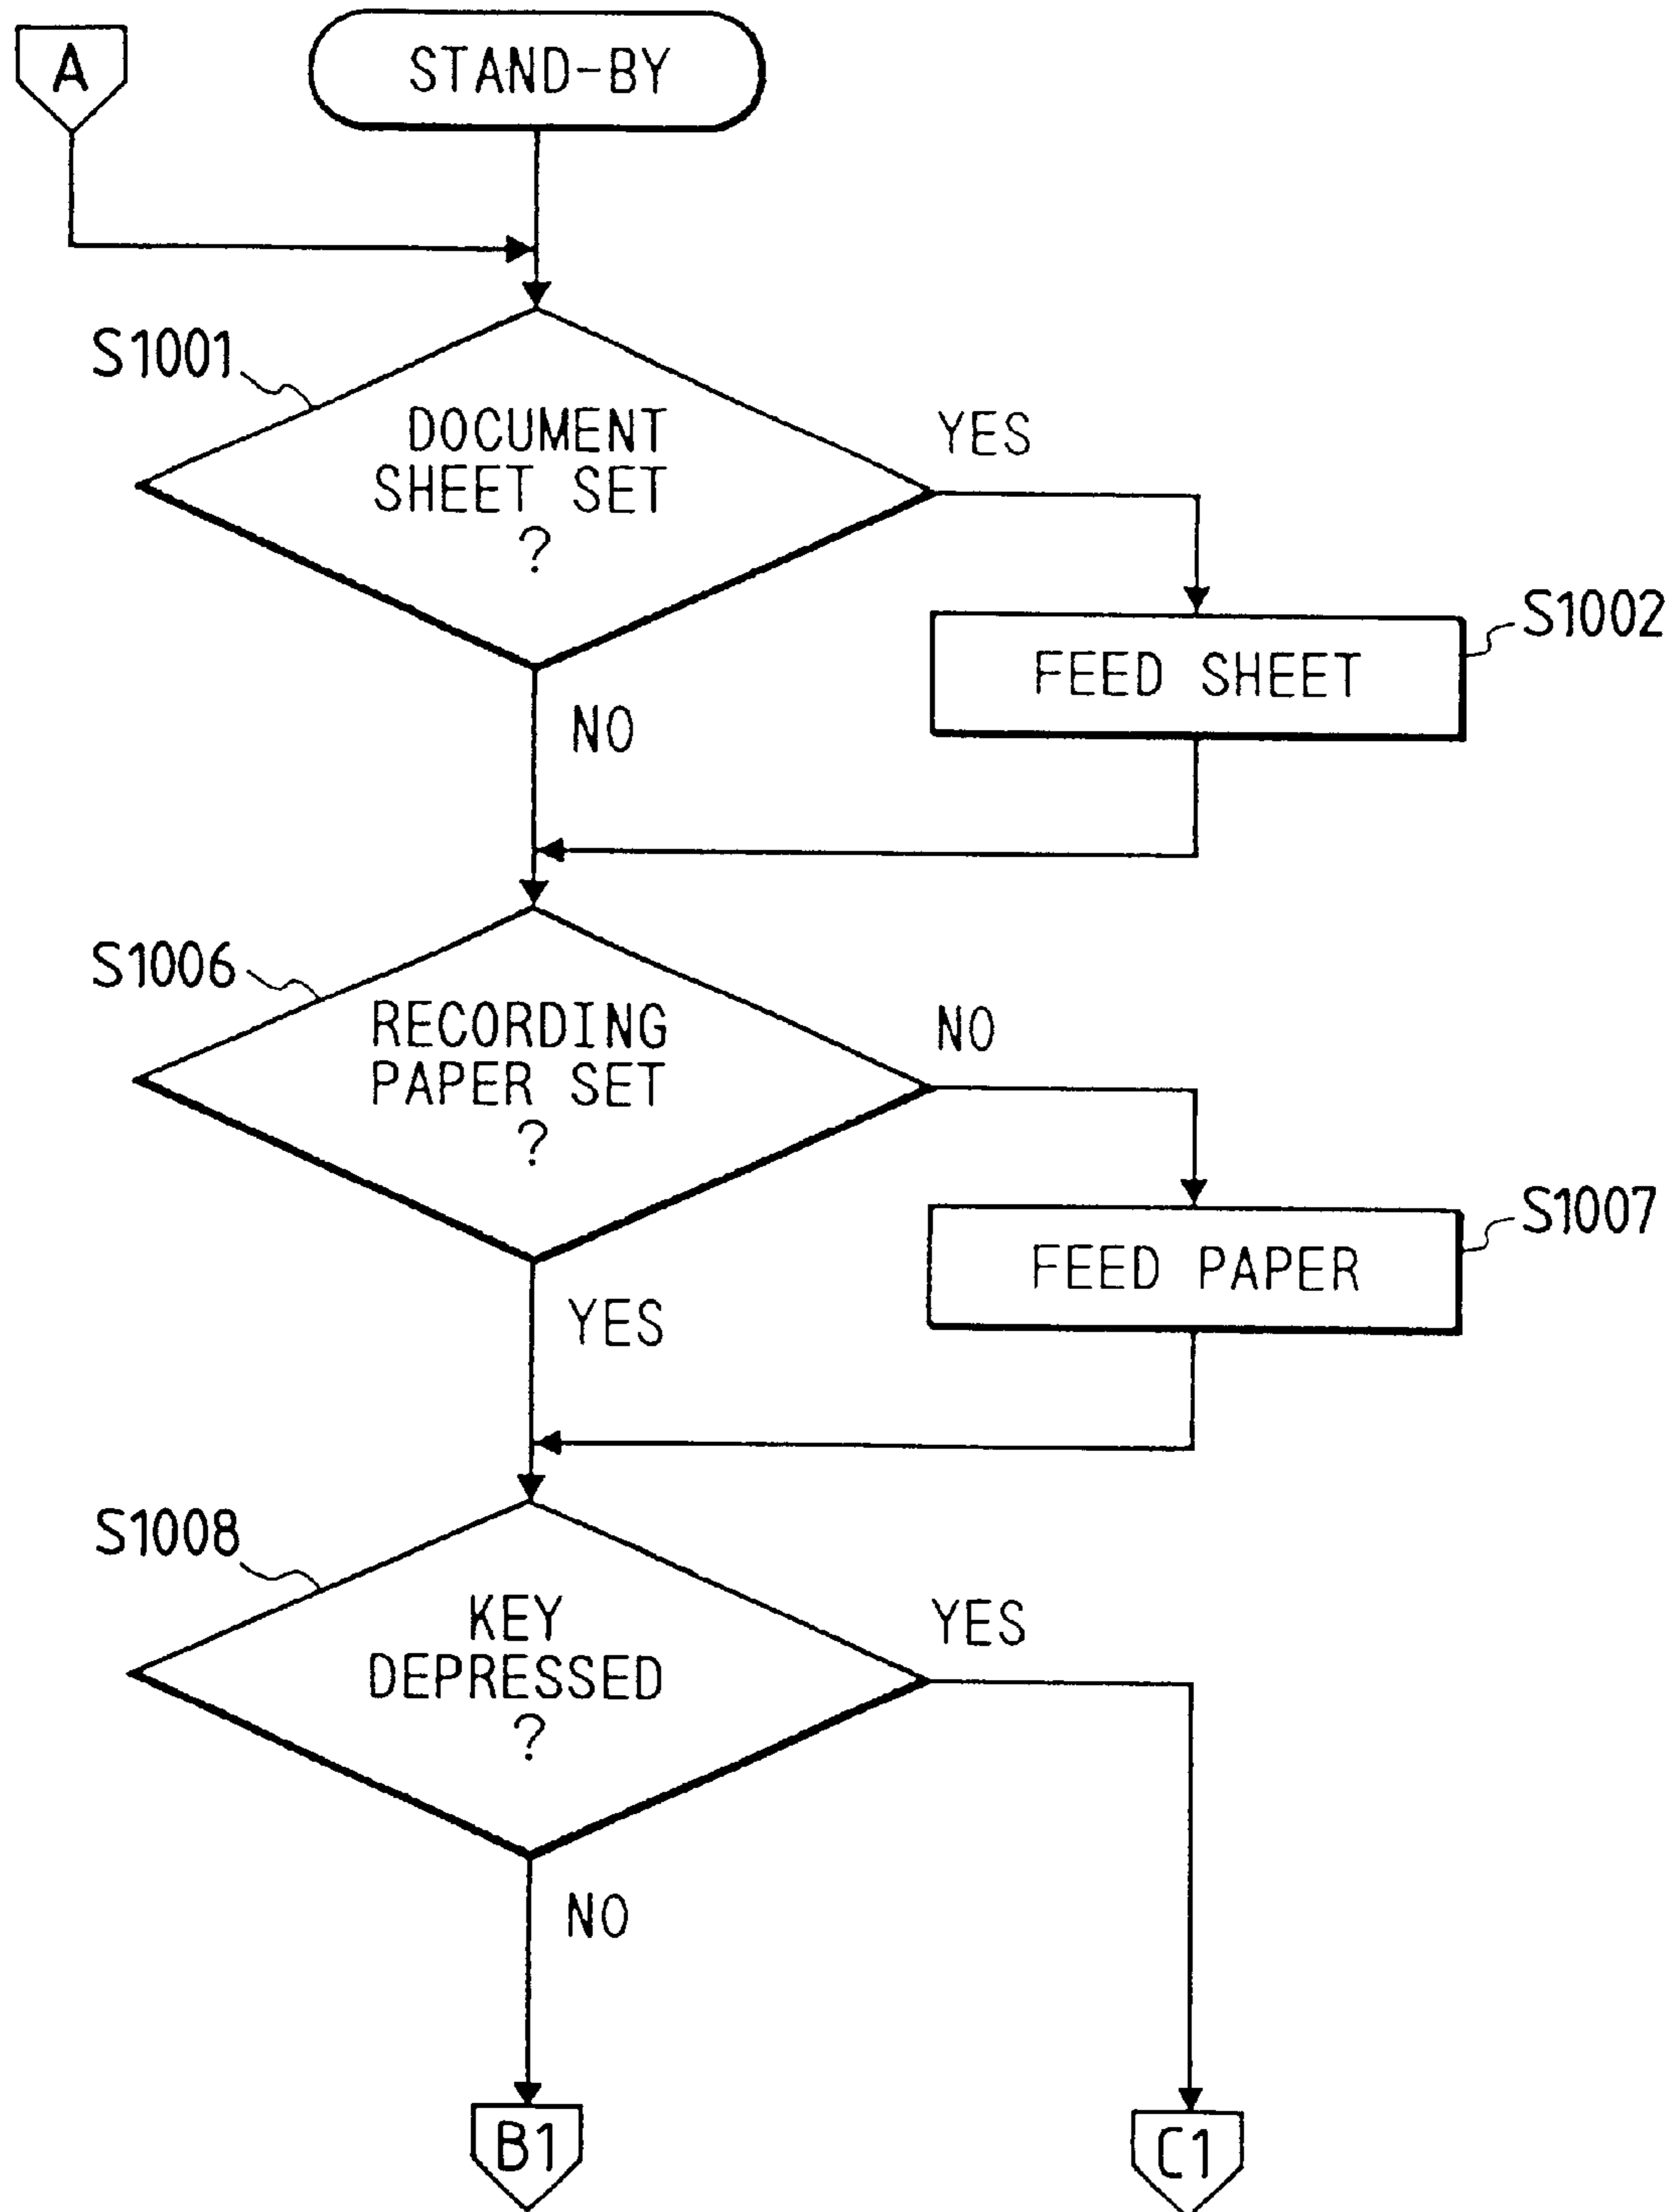 A
STAND-BY
S1001
DOCUMENT
SHEET SET
?
YES
S1002
FEED SHEET
NO
S1006
RECORDING
PAPER SET
?
NO
S1007
FEED PAPER
YES
S1008
KEY
DEPRESSED
?
YES
NO
B1
C1